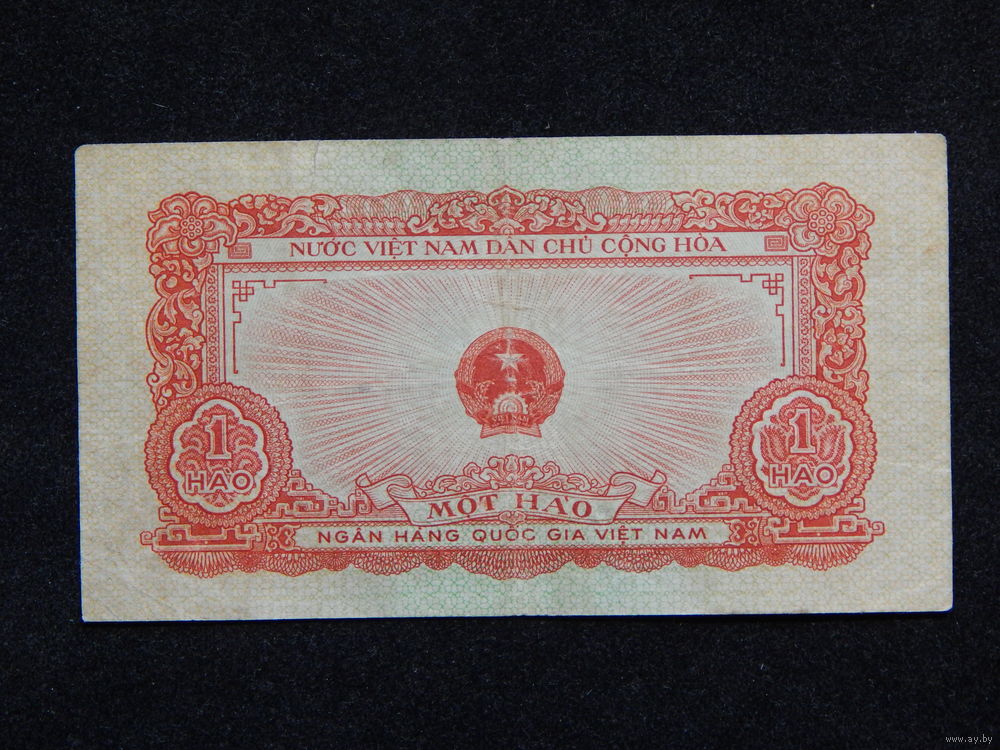 NƯỚC VIỆT NAM DÂN CHỦ CỘNG HÒA
1
HÀO
1
HÀO
MỘT HÀO
NGÂN HÀNG QUỐC GIA VIỆT NAM
www.ay.by